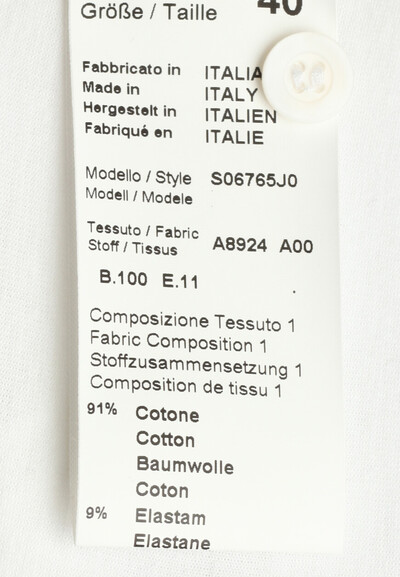 Größe / Taille 40
Fabbricato in ITALIA
Made in ITALY
Hergestelt in ITALIEN
Fabriqué en ITALIE
Modello / Style S06765J0
Modell / Modele
Tessuto / Fabric A8924 A00
Stoff / Tissus
B.100 E.11
Composizione Tessuto 1
Fabric Composition 1
Stoffzusammensetzung 1
Composition de tissu 1
91% Cotone
Cotton
Baumwolle
Coton
9% Elastam
Elastane